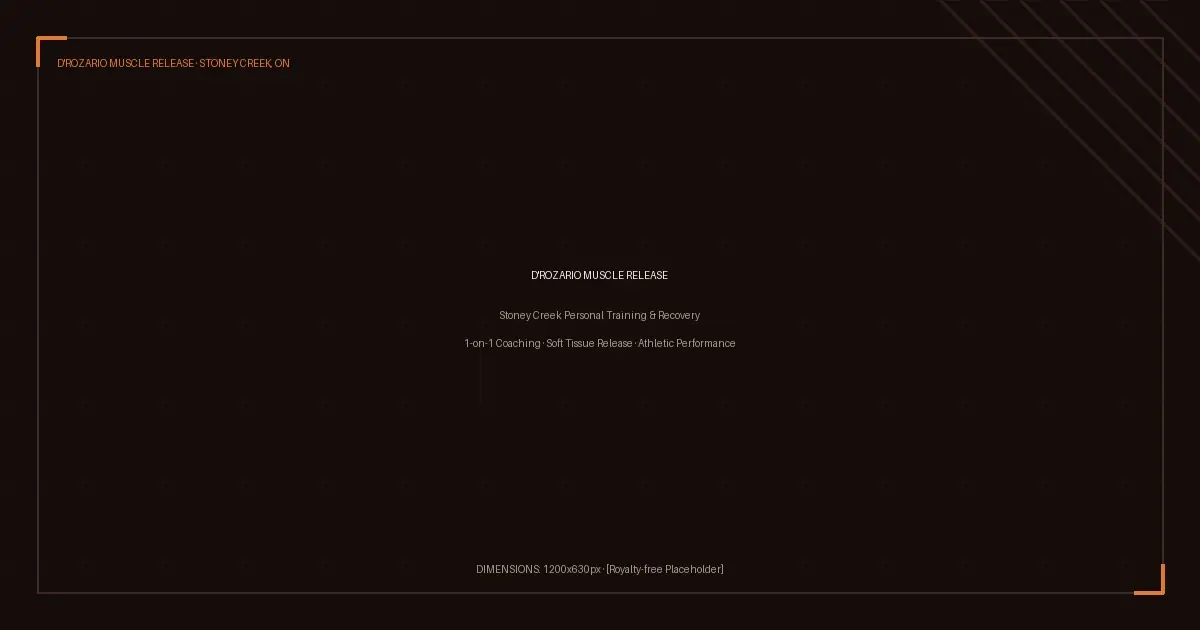 D'ROZARIO MUSCLE RELEASE · STONEY CREEK, ON
D'ROZARIO MUSCLE RELEASE
Stoney Creek Personal Training & Recovery
1-on-1 Coaching · Soft Tissue Release · Athletic Performance
DIMENSIONS: 1200x630px · [Royalty-free Placeholder]